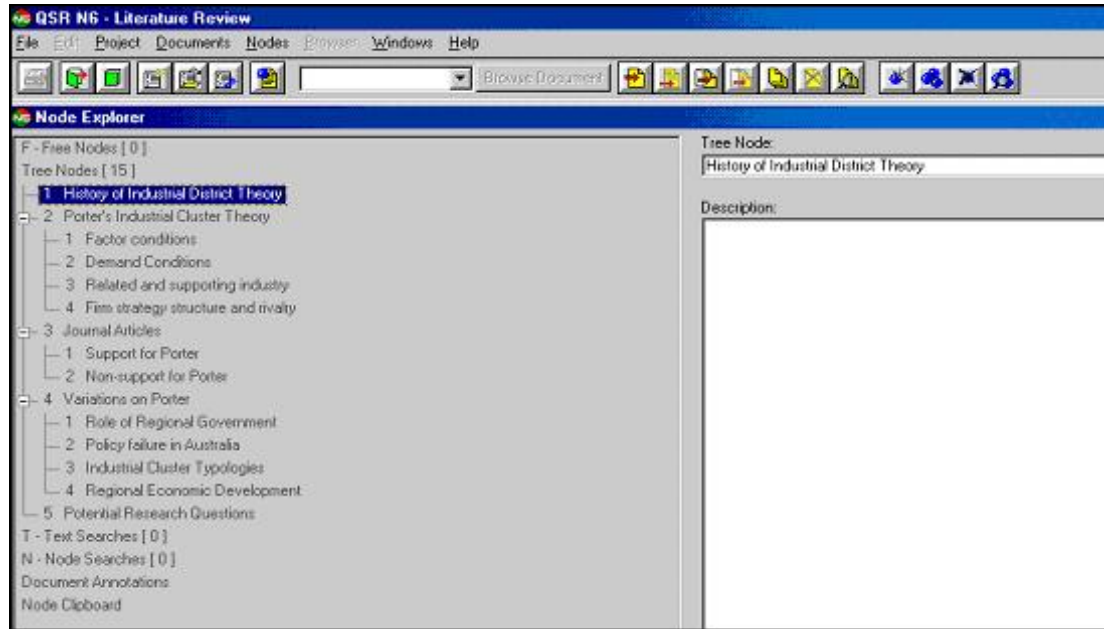 QSR N6 - Literature Review
File Edit Project Documents Nodes Browser Windows Help
Browse Document
Node Explorer
F - Free Nodes [ 0 ]
Tree Nodes [ 15 ]
1 History of Industrial District Theory
2 Porter's Industrial Cluster Theory
1 Factor conditions
2 Demand Conditions
3 Related and supporting industry
4 Firm strategy structure and rivalry
3 Journal Articles
1 Support for Porter
2 Non-support for Porter
4 Variations on Porter
1 Role of Regional Government
2 Policy failure in Australia
3 Industrial Cluster Typologies
4 Regional Economic Development
5 Potential Research Questions
T - Text Searches [ 0 ]
N - Node Searches [ 0 ]
Document Annotations
Node Clipboard
Tree Node:
History of Industrial District Theory
Description: